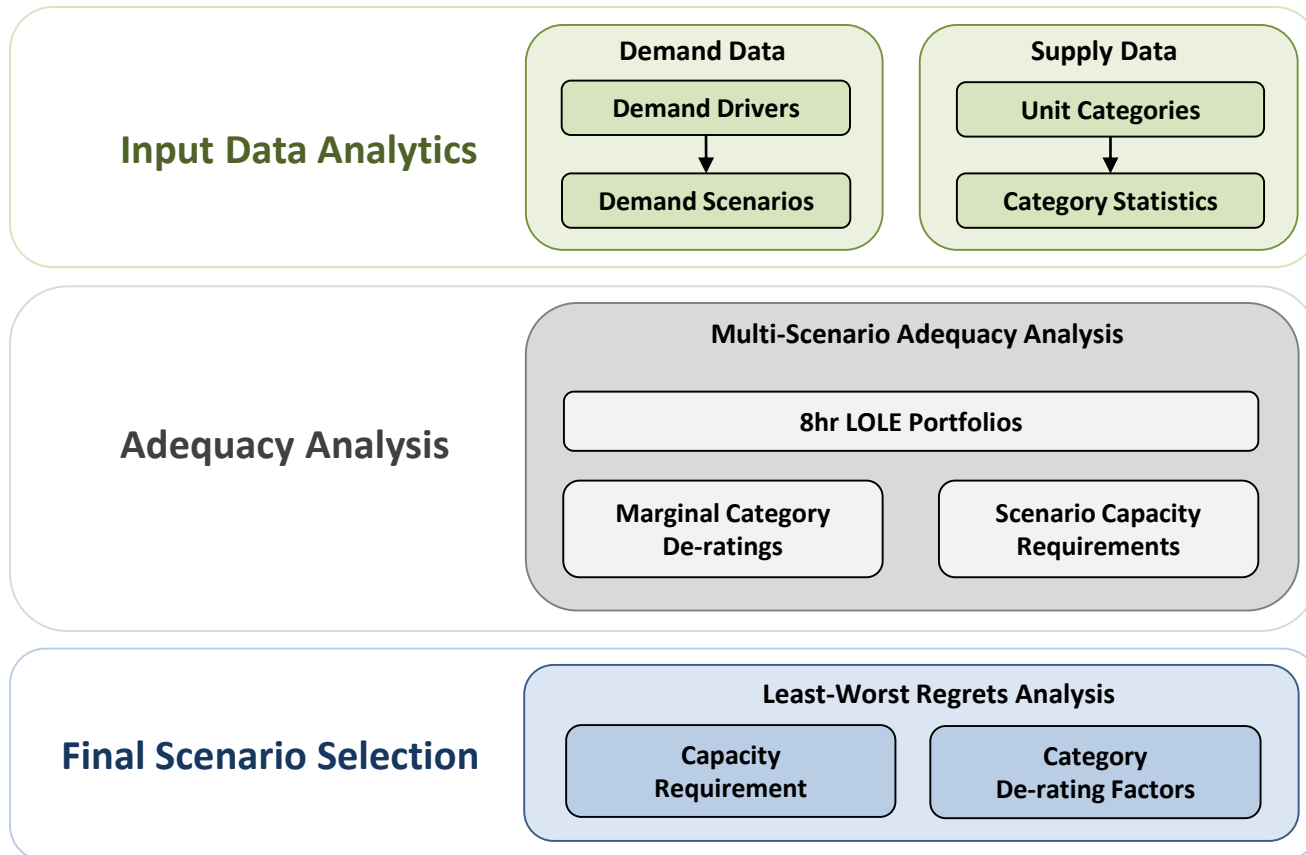 Input Data Analytics
Demand Data
Demand Drivers
Demand Scenarios
Supply Data
Unit Categories
Category Statistics
Adequacy Analysis
Multi-Scenario Adequacy Analysis
8hr LOLE Portfolios
Marginal Category
De-ratings
Scenario Capacity
Requirements
Final Scenario Selection
Least-Worst Regrets Analysis
Capacity
Requirement
Category
De-rating Factors